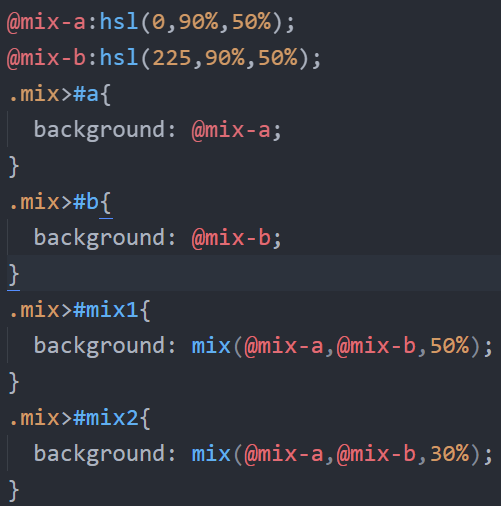 @mix-a:hsl(0,90%,50%);
@mix-b:hsl(225,90%,50%);
.mix>#a{
  background: @mix-a;
}
.mix>#b{
  background: @mix-b;
}
.mix>#mix1{
  background: mix(@mix-a,@mix-b,50%);
}
.mix>#mix2{
  background: mix(@mix-a,@mix-b,30%);
}